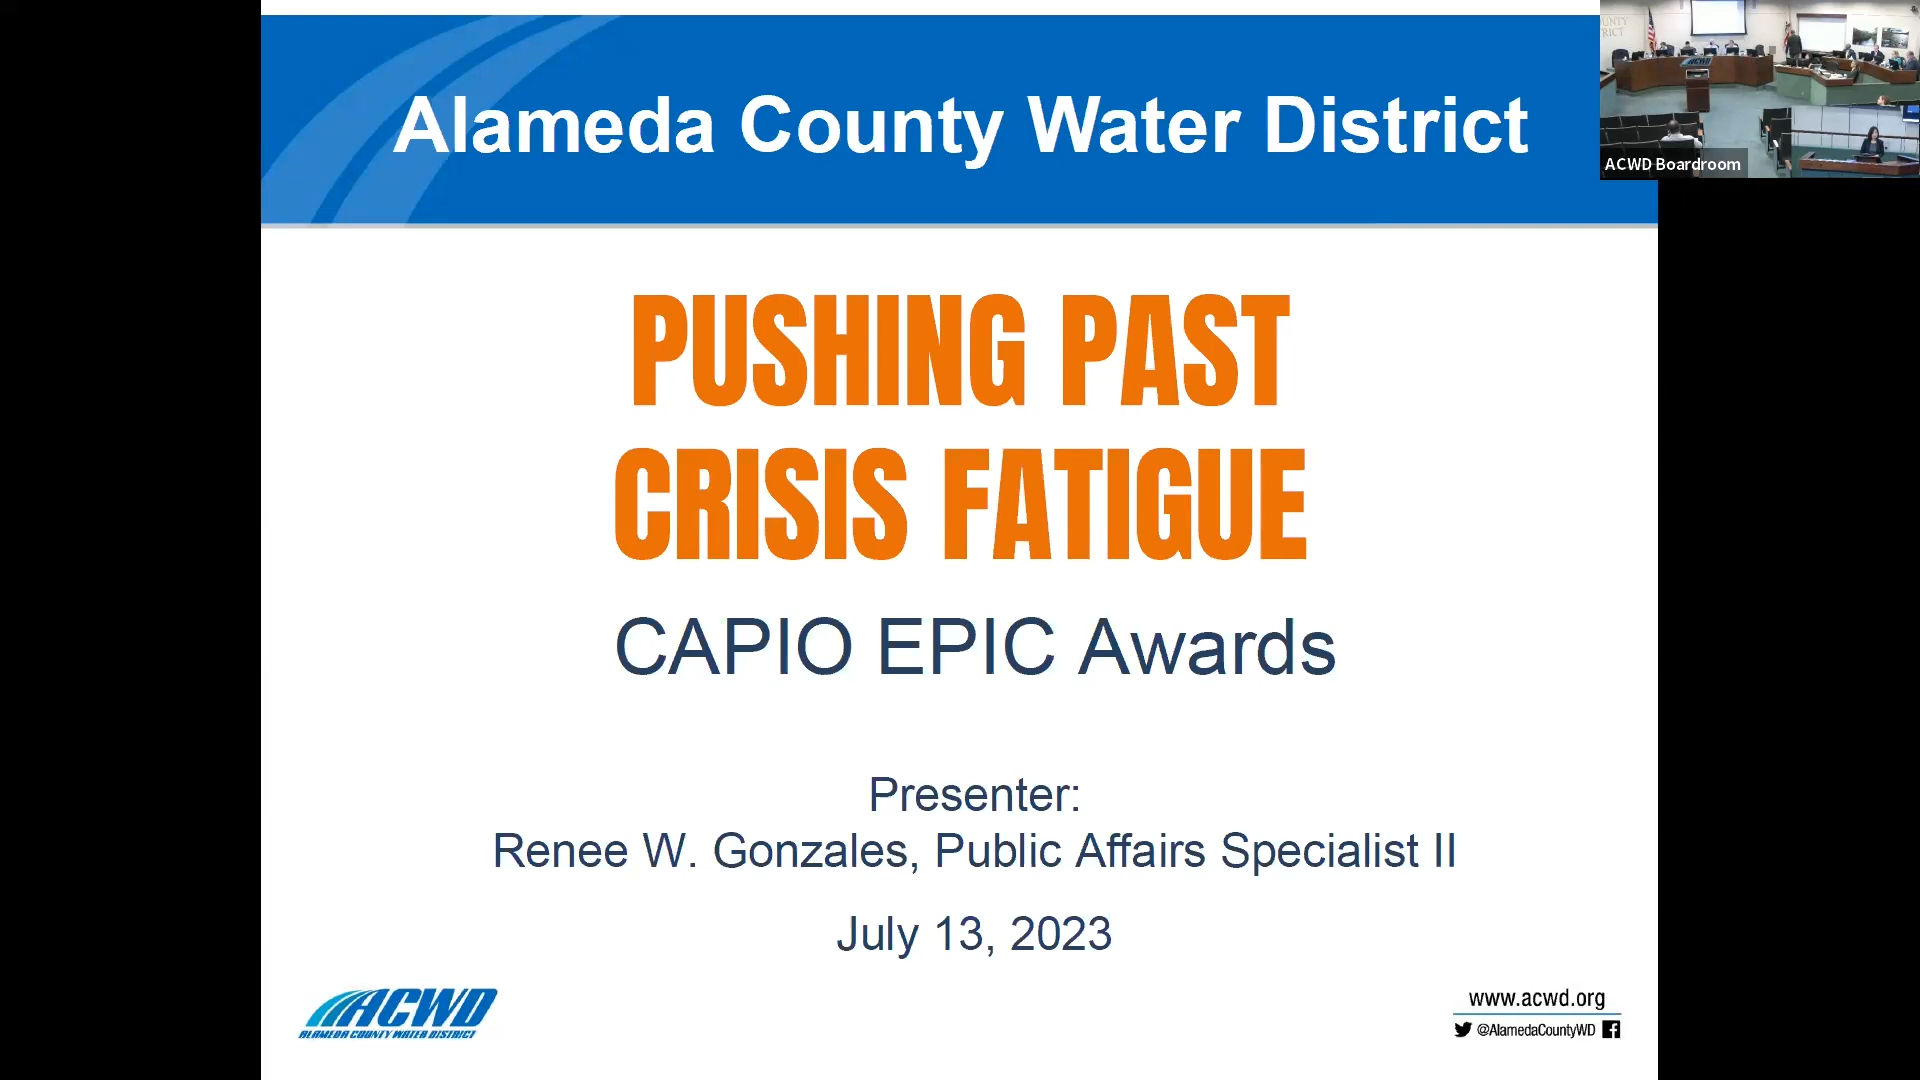 Alameda County Water District
PUSHING PAST
CRISIS FATIGUE
CAPIO EPIC Awards
Presenter:
Renee W. Gonzales, Public Affairs Specialist II
July 13, 2023
ACWD
ALAMEDA COUNTY WATER DISTRICT
www.acwd.org
@AlamedaCountyWD
ACWD Boardroom
ACWD